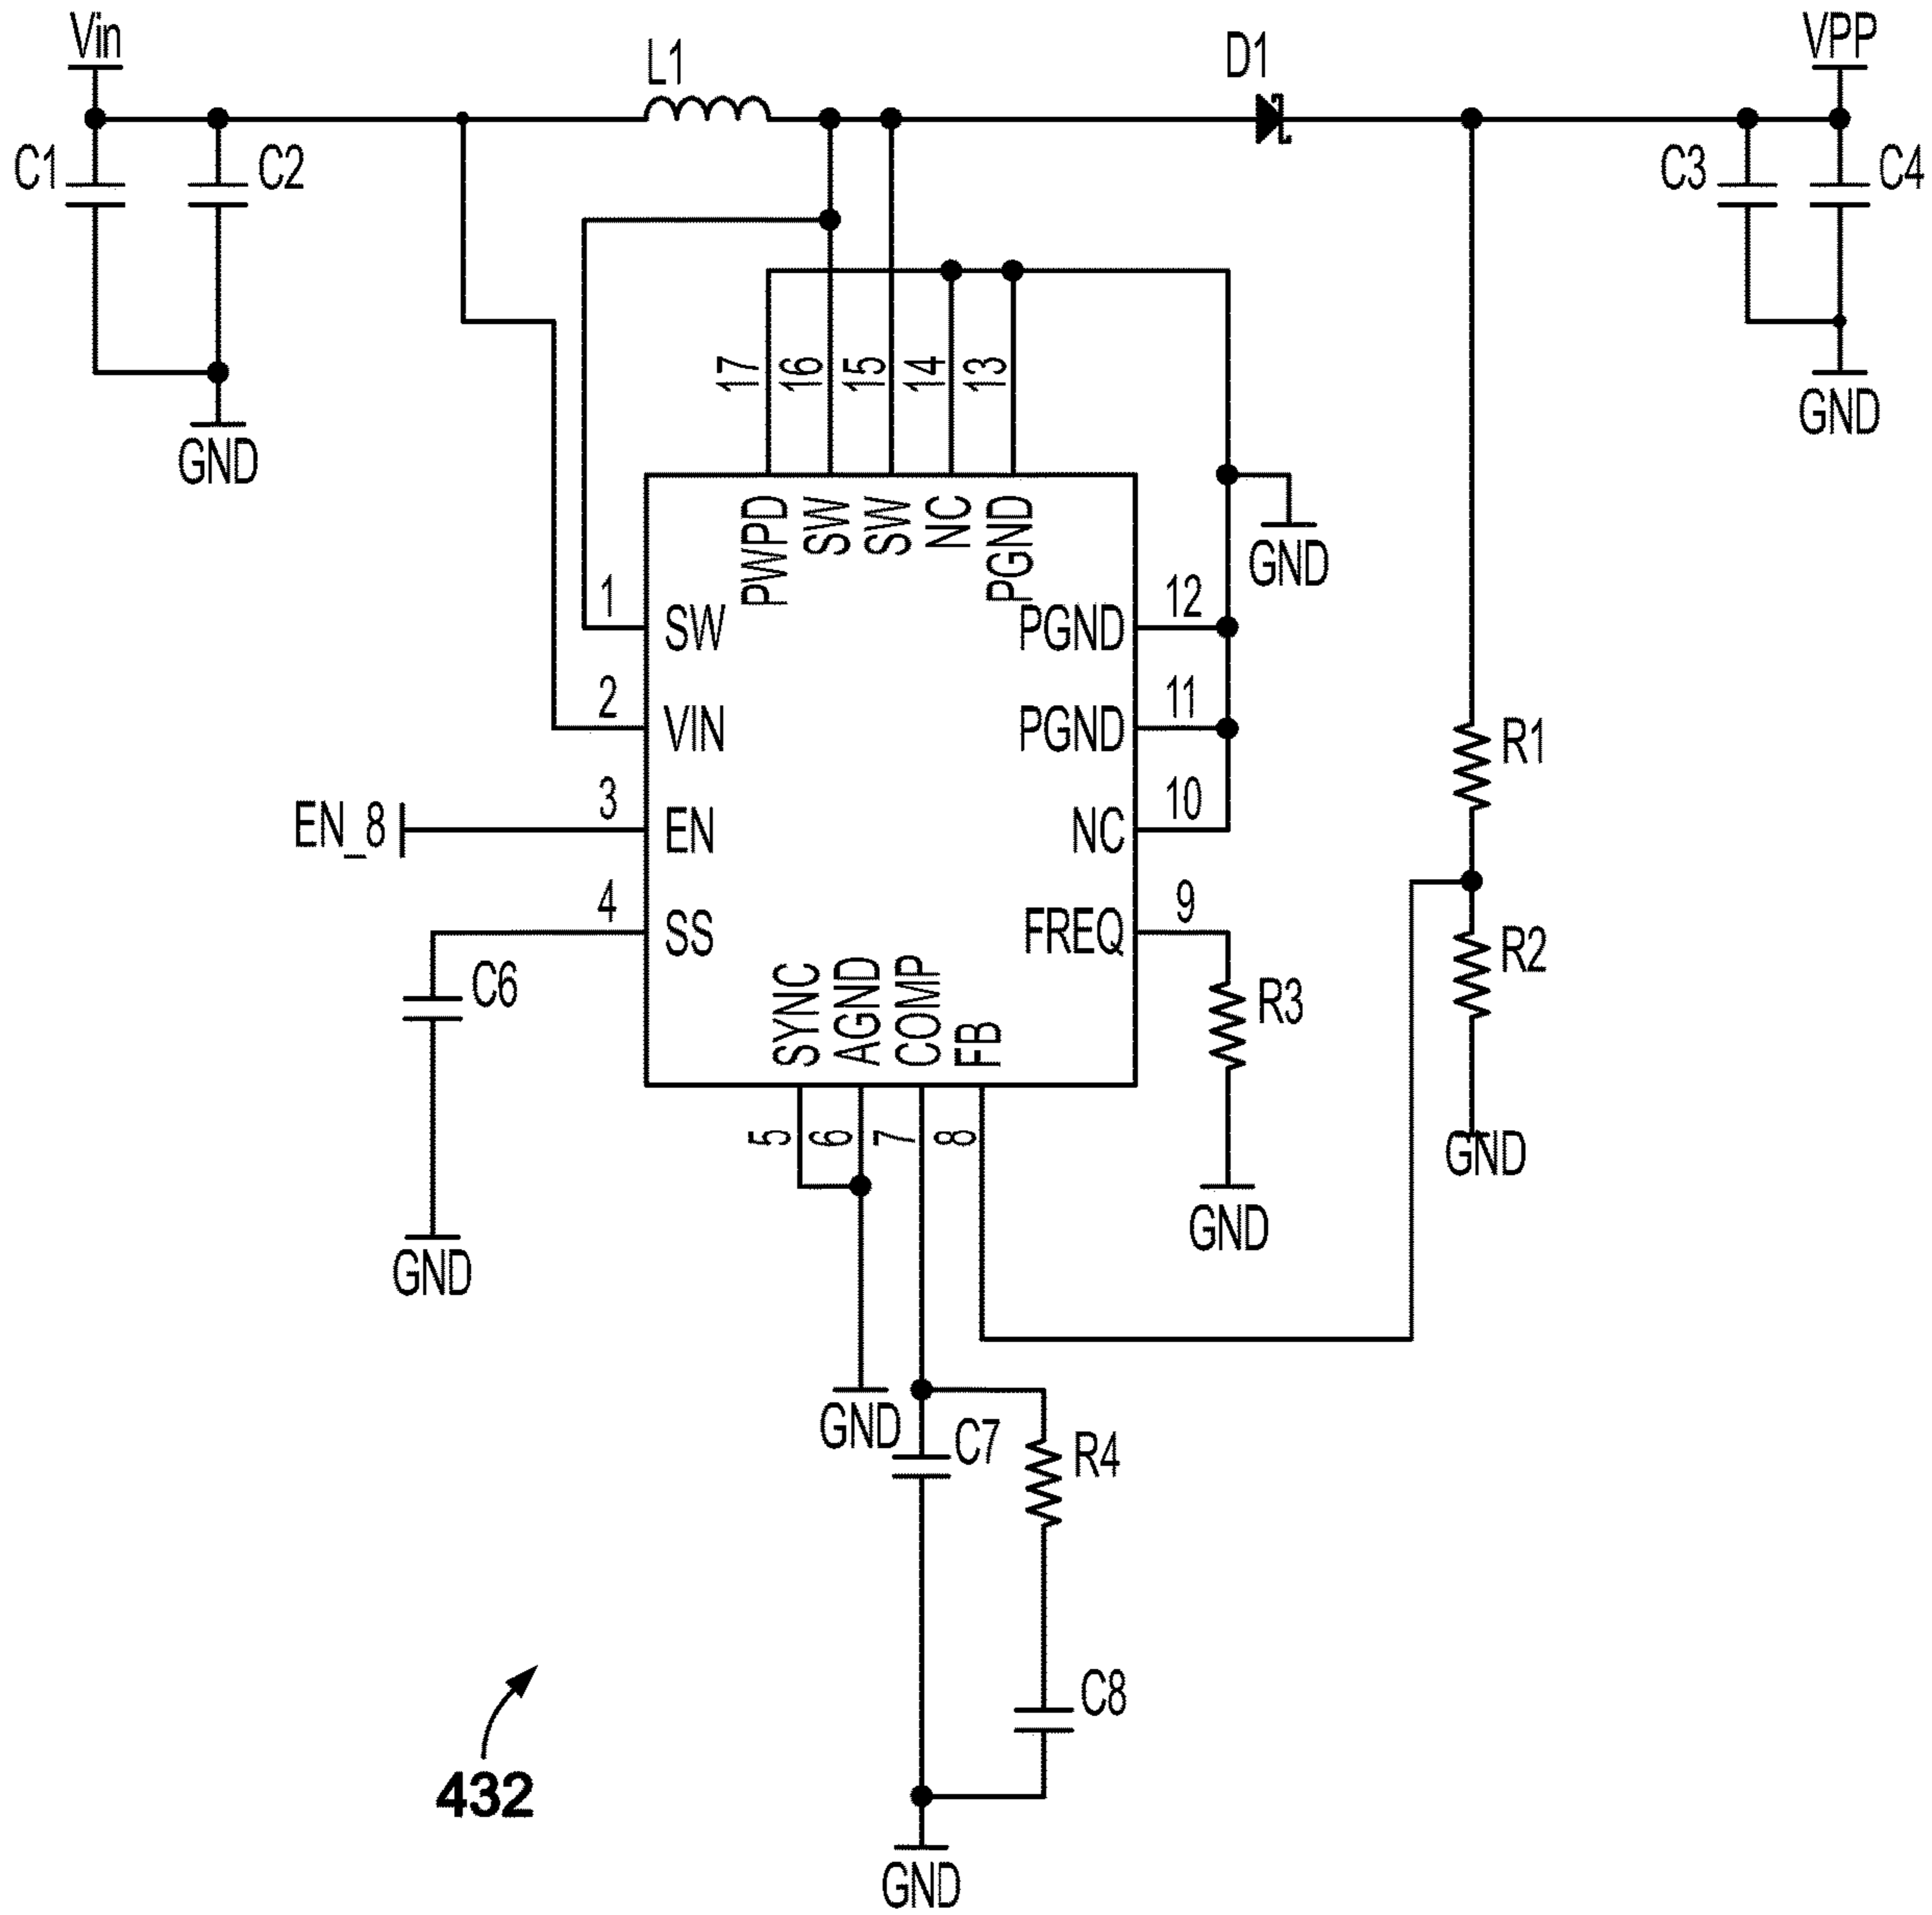 Vin
L1
D1
VPP
C1
C2
C3
C4
GND
GND
17
16
15
14
13
PWPD
SW
SW
NC
PGND
GND
1
SW
PGND
12
2
VIN
PGND
11
R1
EN_8
3
EN
NC
10
4
SS
FREQ
9
R2
C6
R3
SYNC
AGND
COMP
FB
5
6
7
8
GND
GND
GND
GND
C7
R4
C8
432
GND